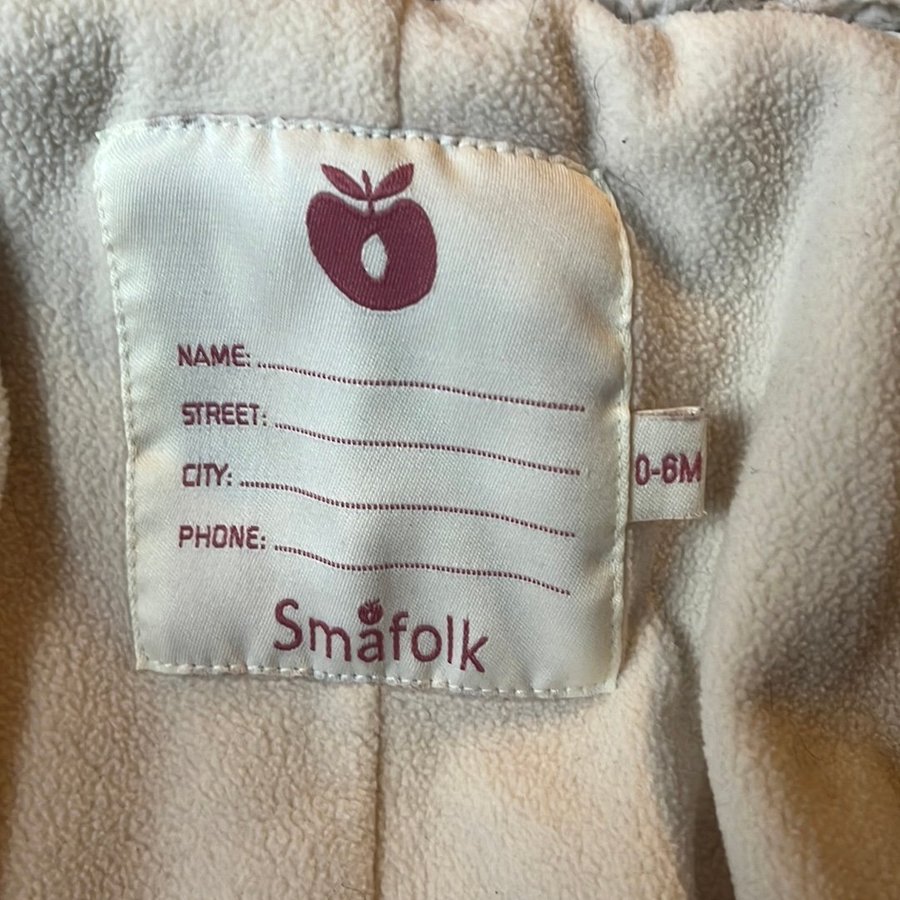 NAME:
STREET:
CITY:
PHONE:
0-6M
Småfolk